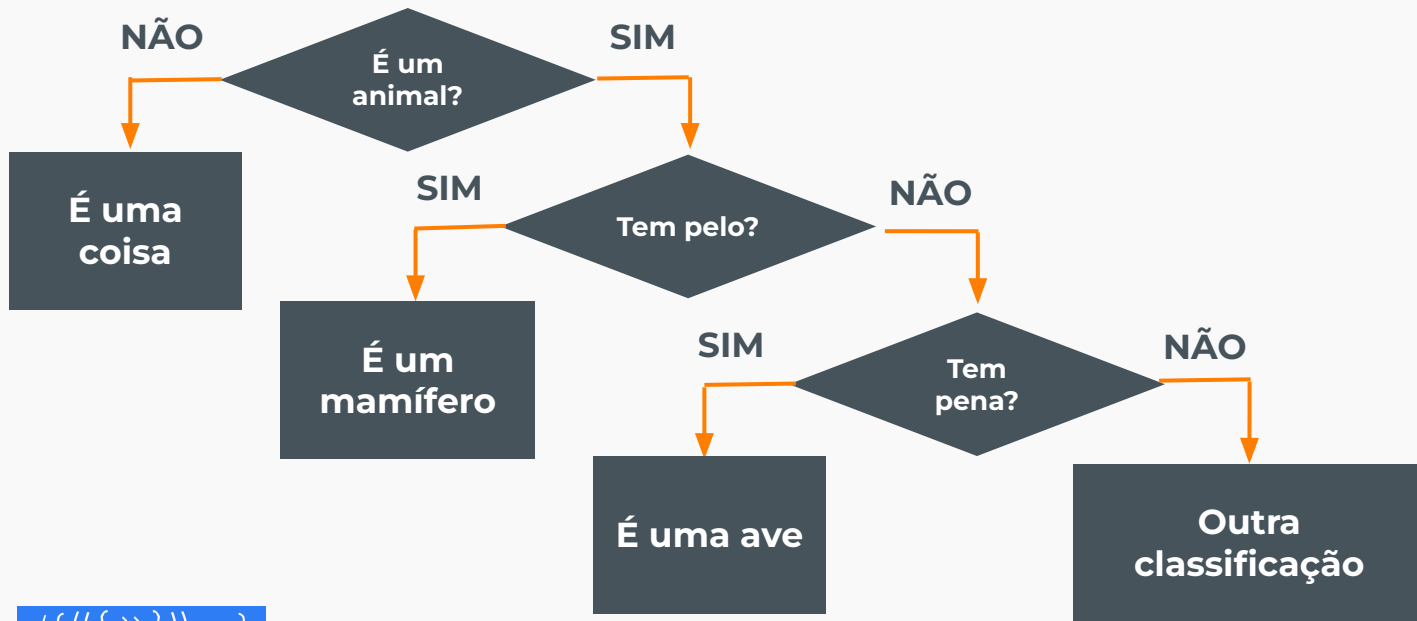 NÃO
SIM
É um
animal?
É uma
coisa
SIM
Tem pelo?
NÃO
É um
mamífero
SIM
Tem
pena?
NÃO
É uma ave
Outra
classificação